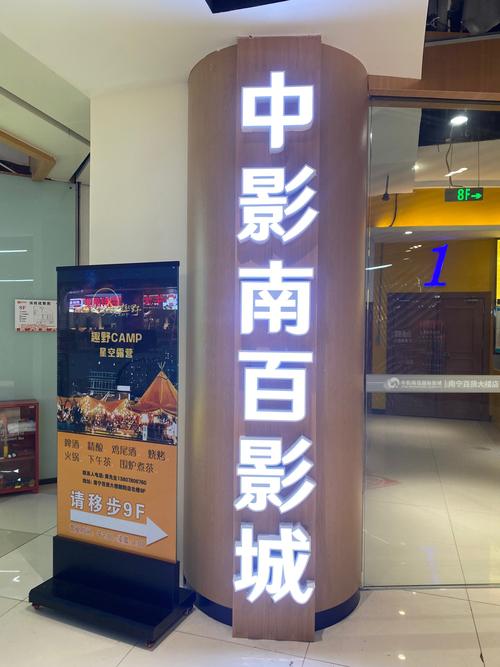 中影南百影城
趣野CAMP
星空露营
啤酒 精酿 鸡尾酒 烧烤
火锅 下午茶 围炉煮茶
请移步9F
8F
1
9F
南宁百货大楼店